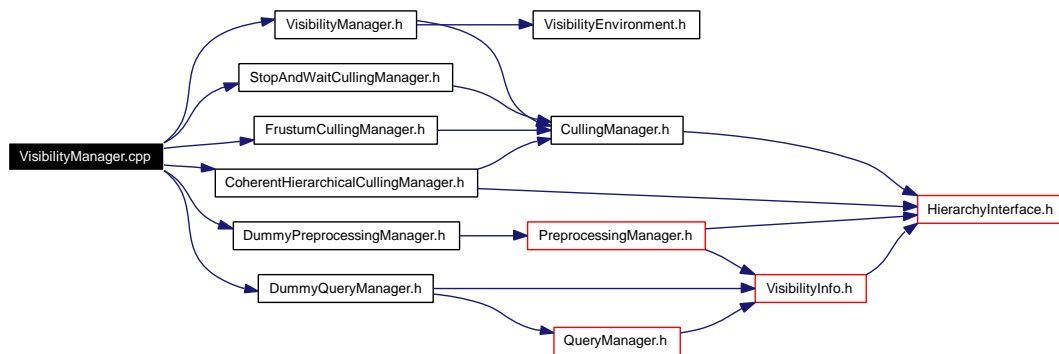 VisibilityManager.h
VisibilityEnvironment.h
StopAndWaitCullingManager.h
FrustumCullingManager.h
CullingManager.h
VisibilityManager.cpp
CoherentHierarchicalCullingManager.h
HierarchyInterface.h
DummyPreprocessingManager.h
PreprocessingManager.h
DummyQueryManager.h
VisibilityInfo.h
QueryManager.h